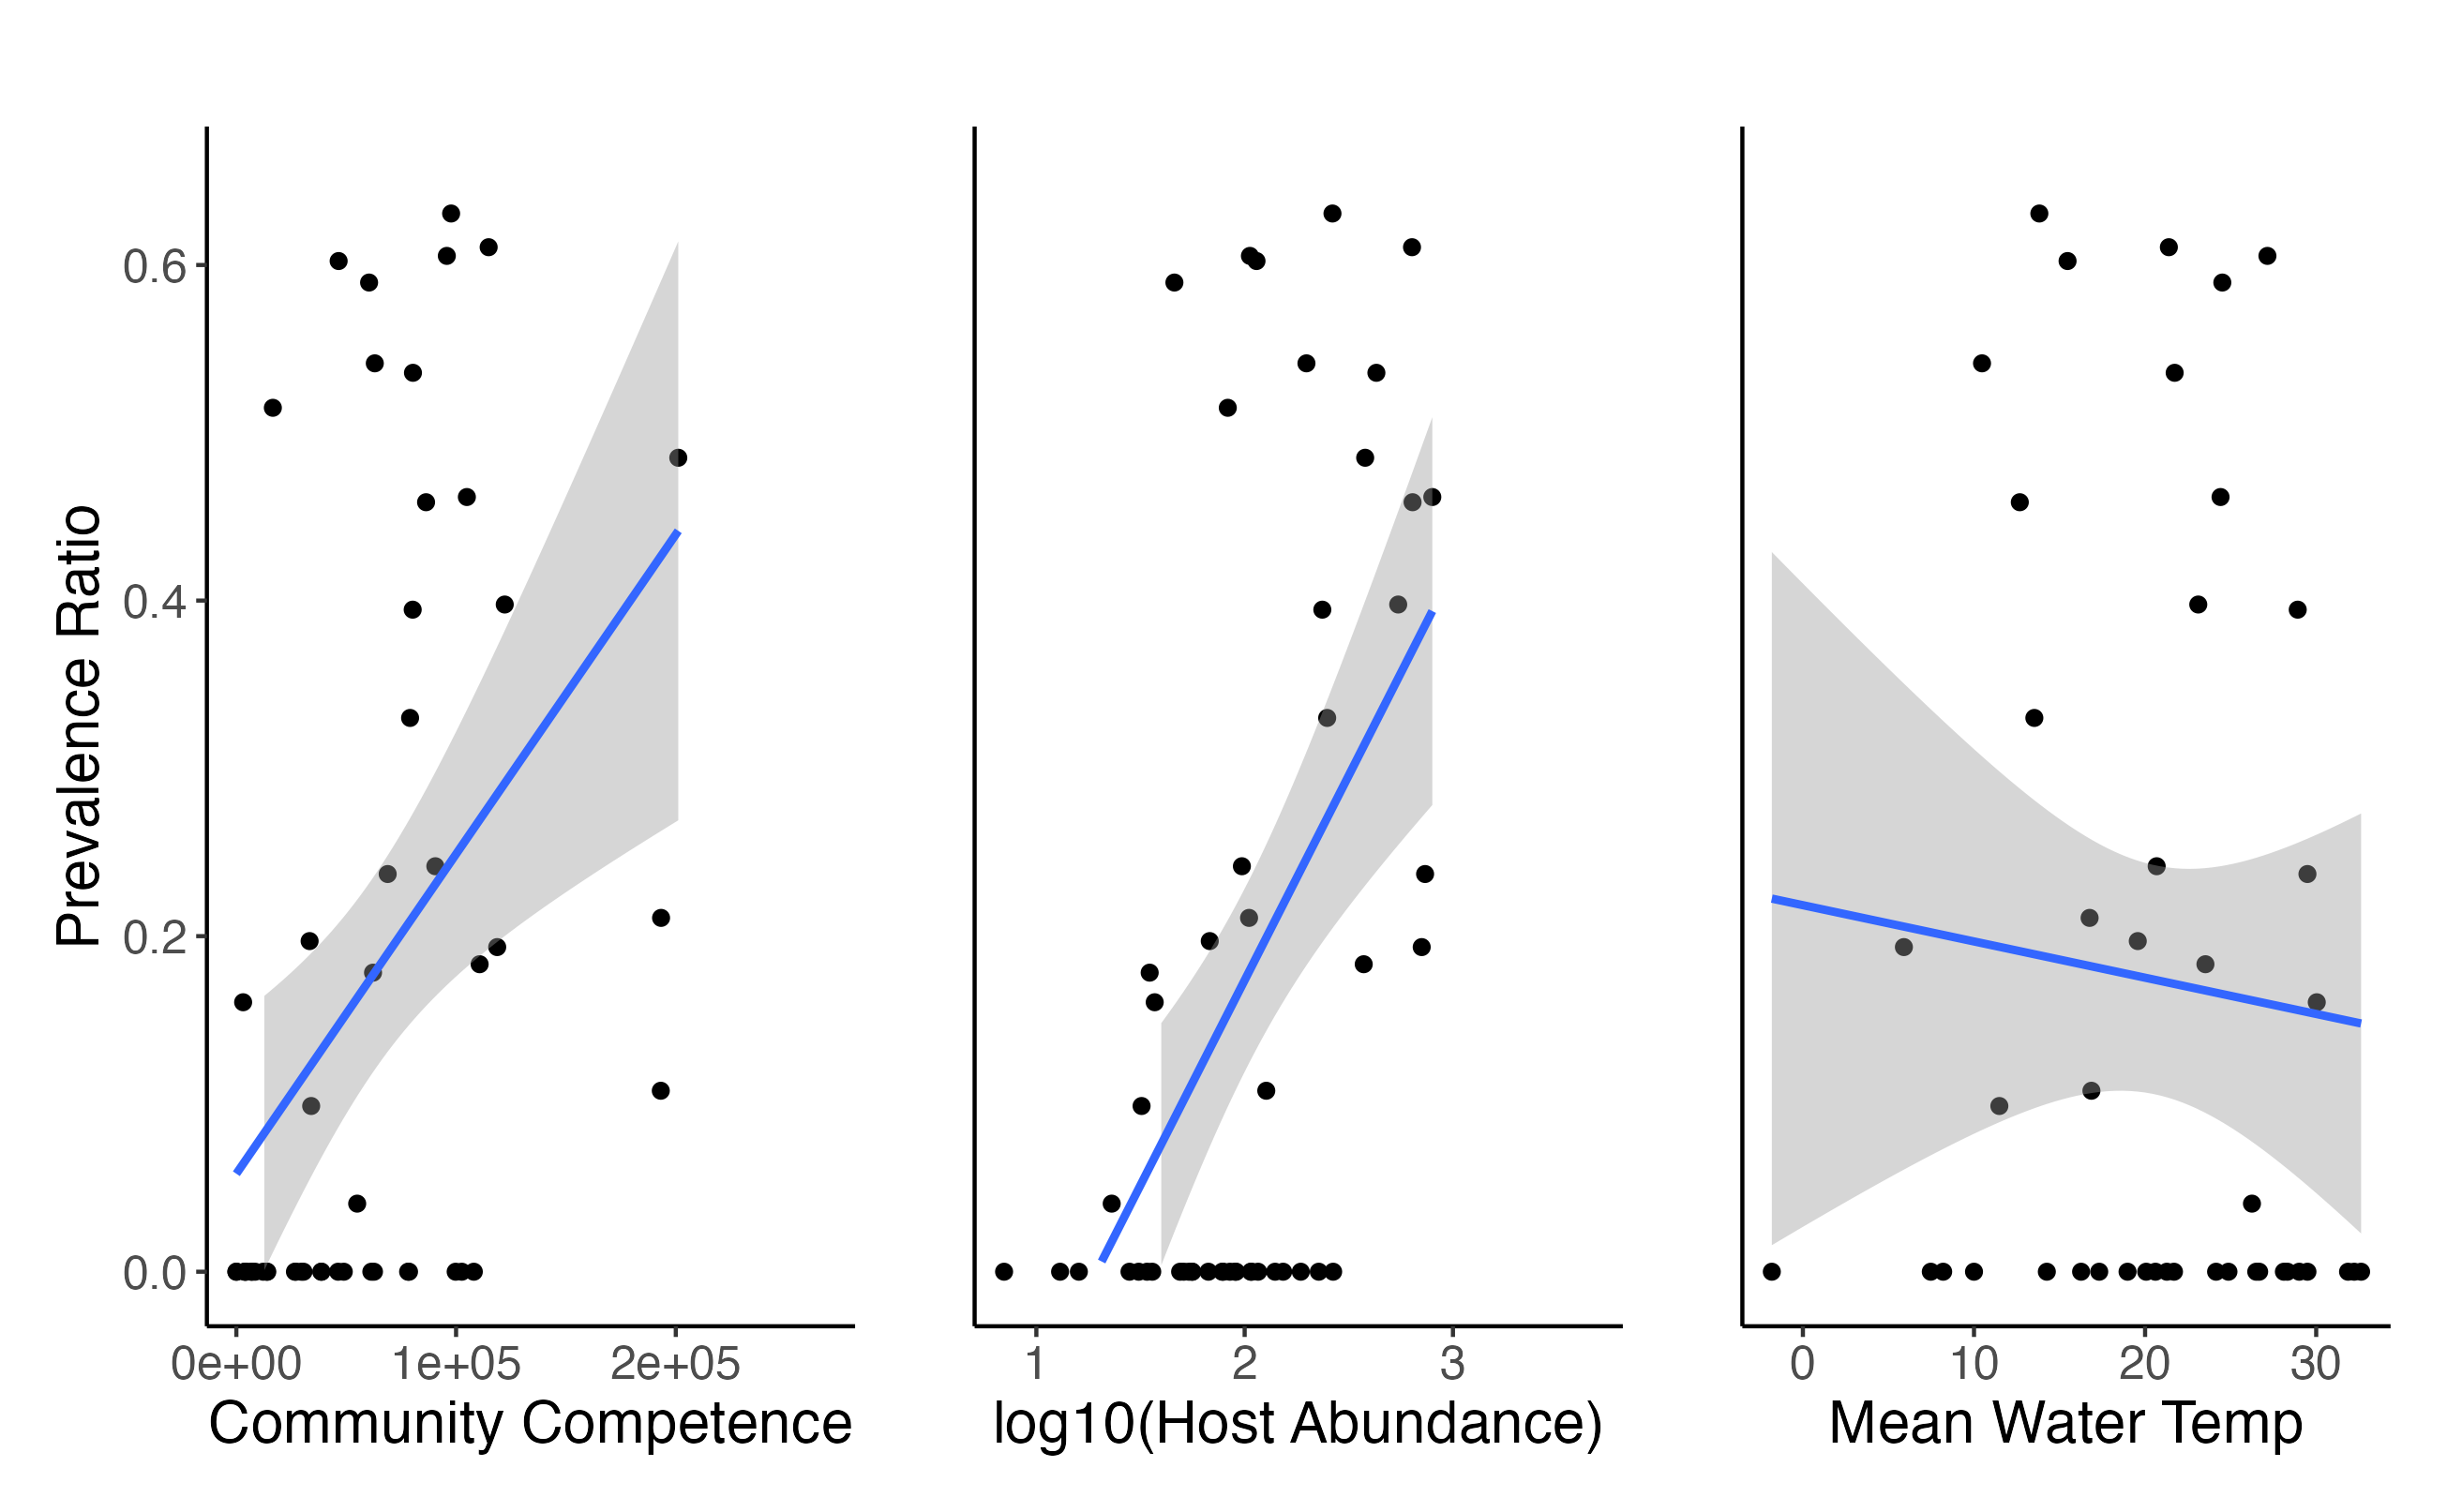 Prevalence Ratio
0.6
0.4
0.2
0.0
0e+00 1e+05 2e+05
Community Competence
1 2 3
log10(Host Abundance)
0 10 20 30
Mean Water Temp